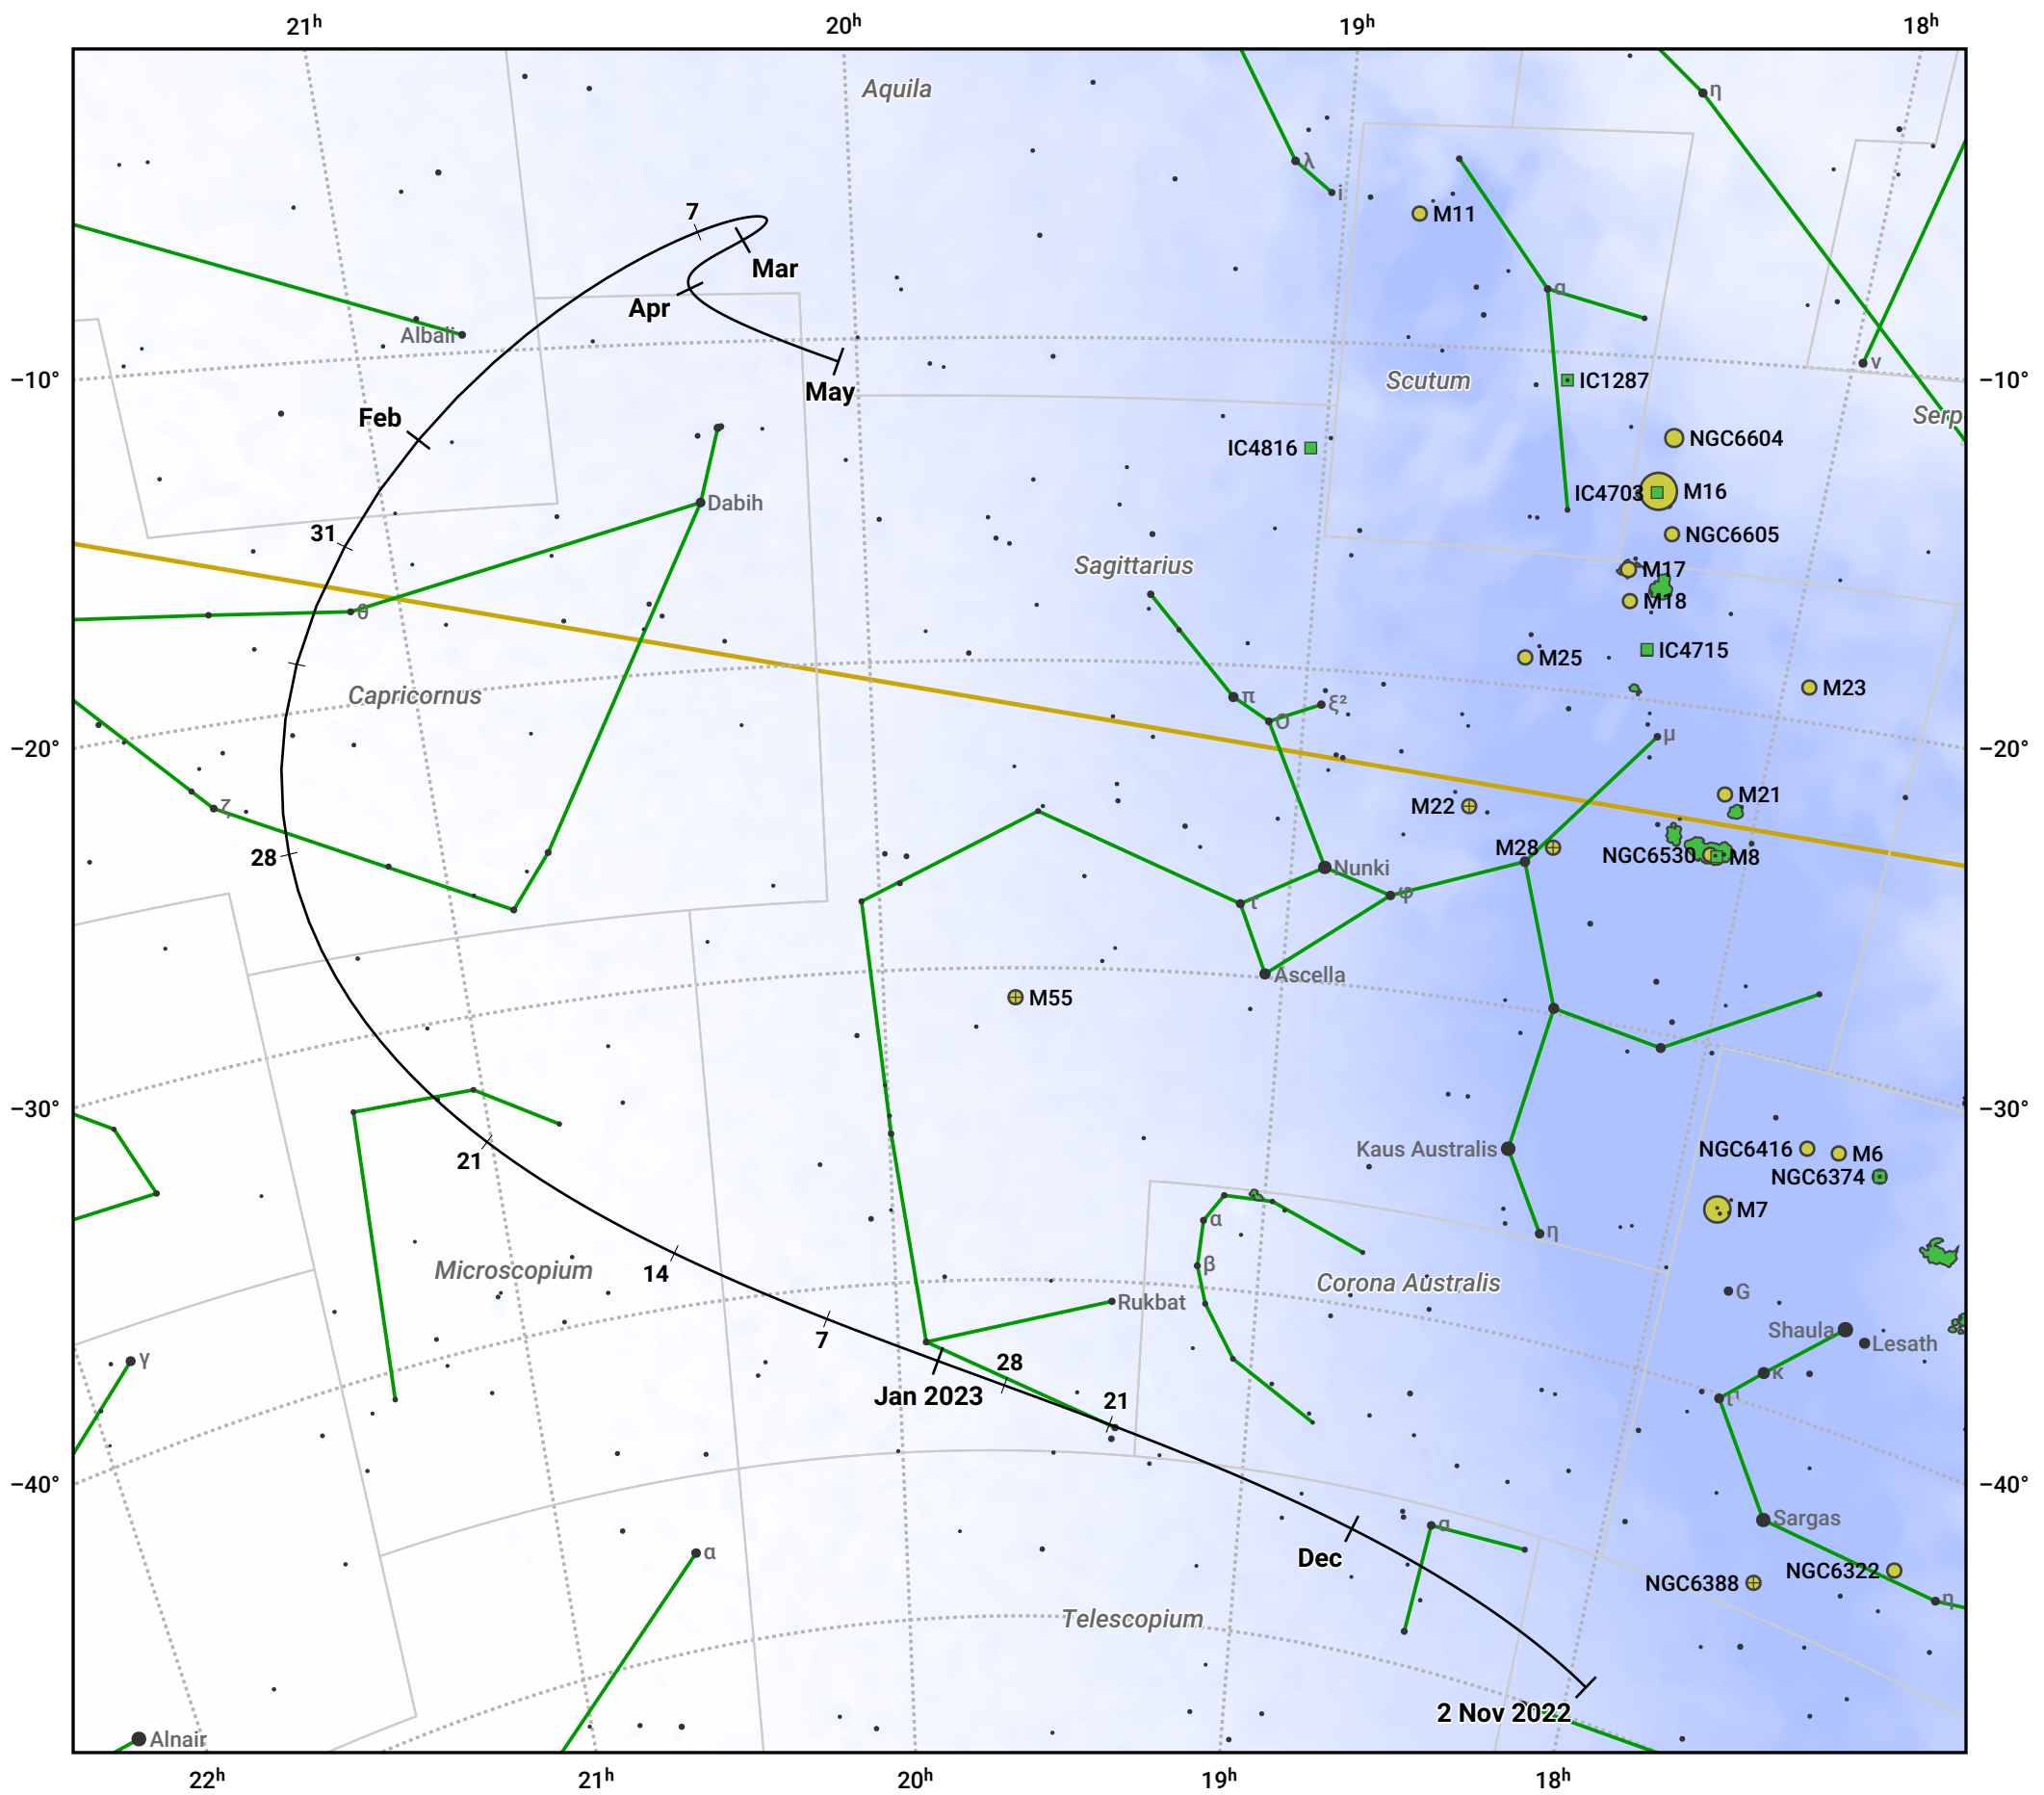 21h 20h 19h 18h
Aquila
η
λ
i
7
M11
Mar
α
Apr
Albali
−10° May Scutum IC1287 ν −10°
Feb Serp
NGC6604
IC4816
Dabih IC4703 M16
31
NGC6605
Sagittarius M17
θ M18
IC4715
M25
Capricornus π M23
ξ²
ο
−20° μ −20°
M21
ζ M22
28 M28 NGC6530 M8
Nunki
τ φ
Ascella
M55
−30° −30°
Kaus Australis NGC6416 M6
21 NGC6374
α M7
η
β
14 Microscopium Corona Australis
G
Rukbat
7 Shaula Lesath
γ 28 κ
Jan 2023 21 ι¹
−40° −40°
α Sargas
α Dec
NGC6322
NGC6388
η
Telescopium
2 Nov 2022
Alnair
22h 21h 20h 19h 18h